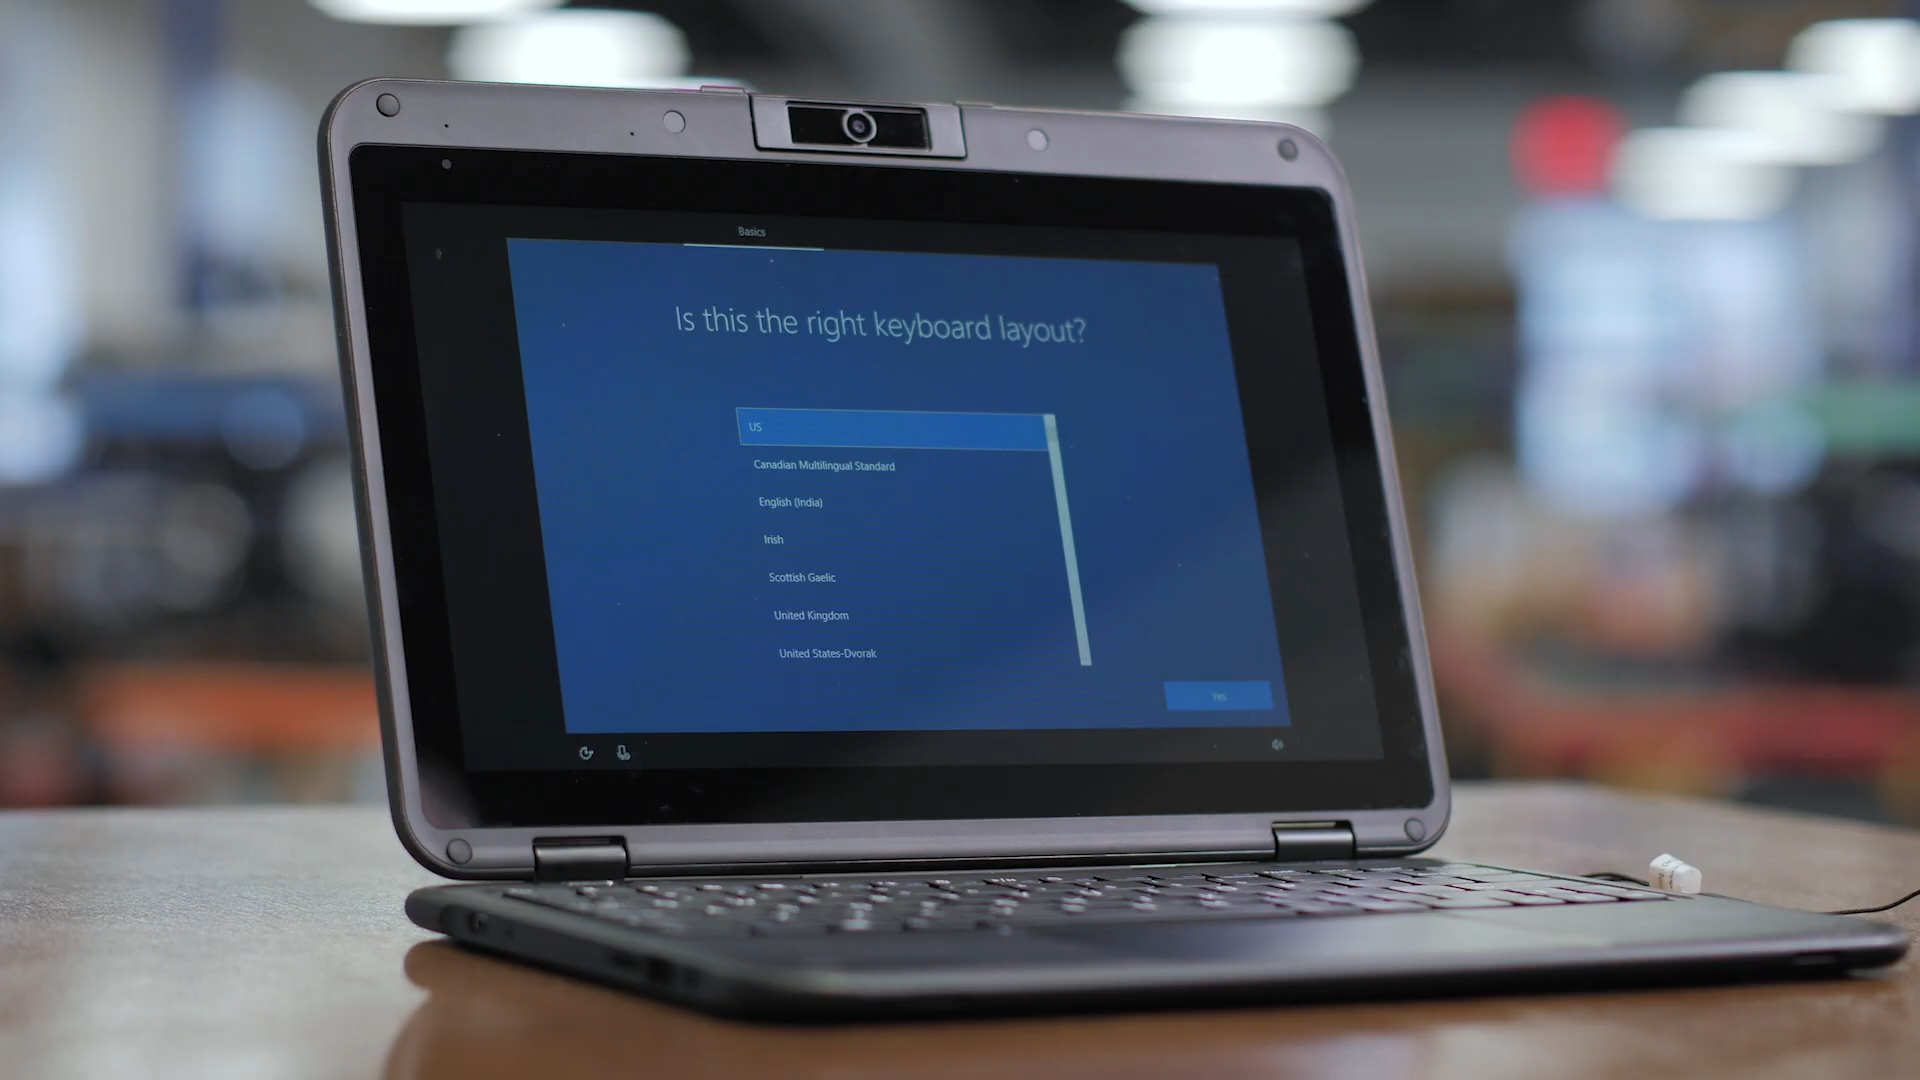 Basics
Is this the right keyboard layout?
US
Canadian Multilingual Standard
English (India)
Irish
Scottish Gaelic
United Kingdom
United States-Dvorak
Yes